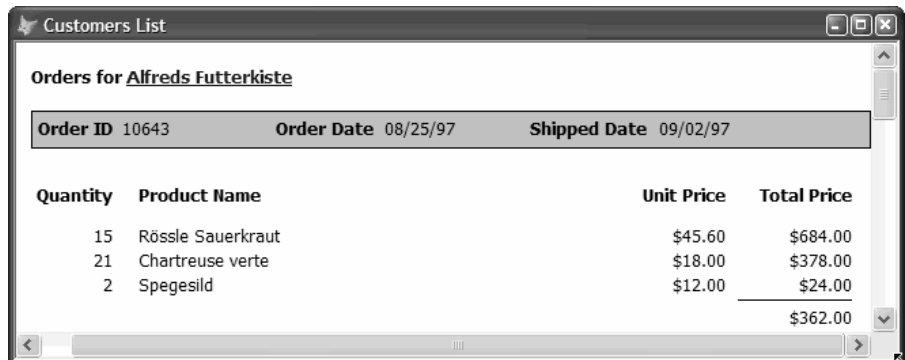 Customers List
Orders for Alfreds Futterkiste
Order ID 10643 Order Date 08/25/97 Shipped Date 09/02/97
Quantity Product Name Unit Price Total Price
15 Rössle Sauerkraut $45.60 $684.00
21 Chartreuse verte $18.00 $378.00
2 Spegesild $12.00 $24.00
$362.00